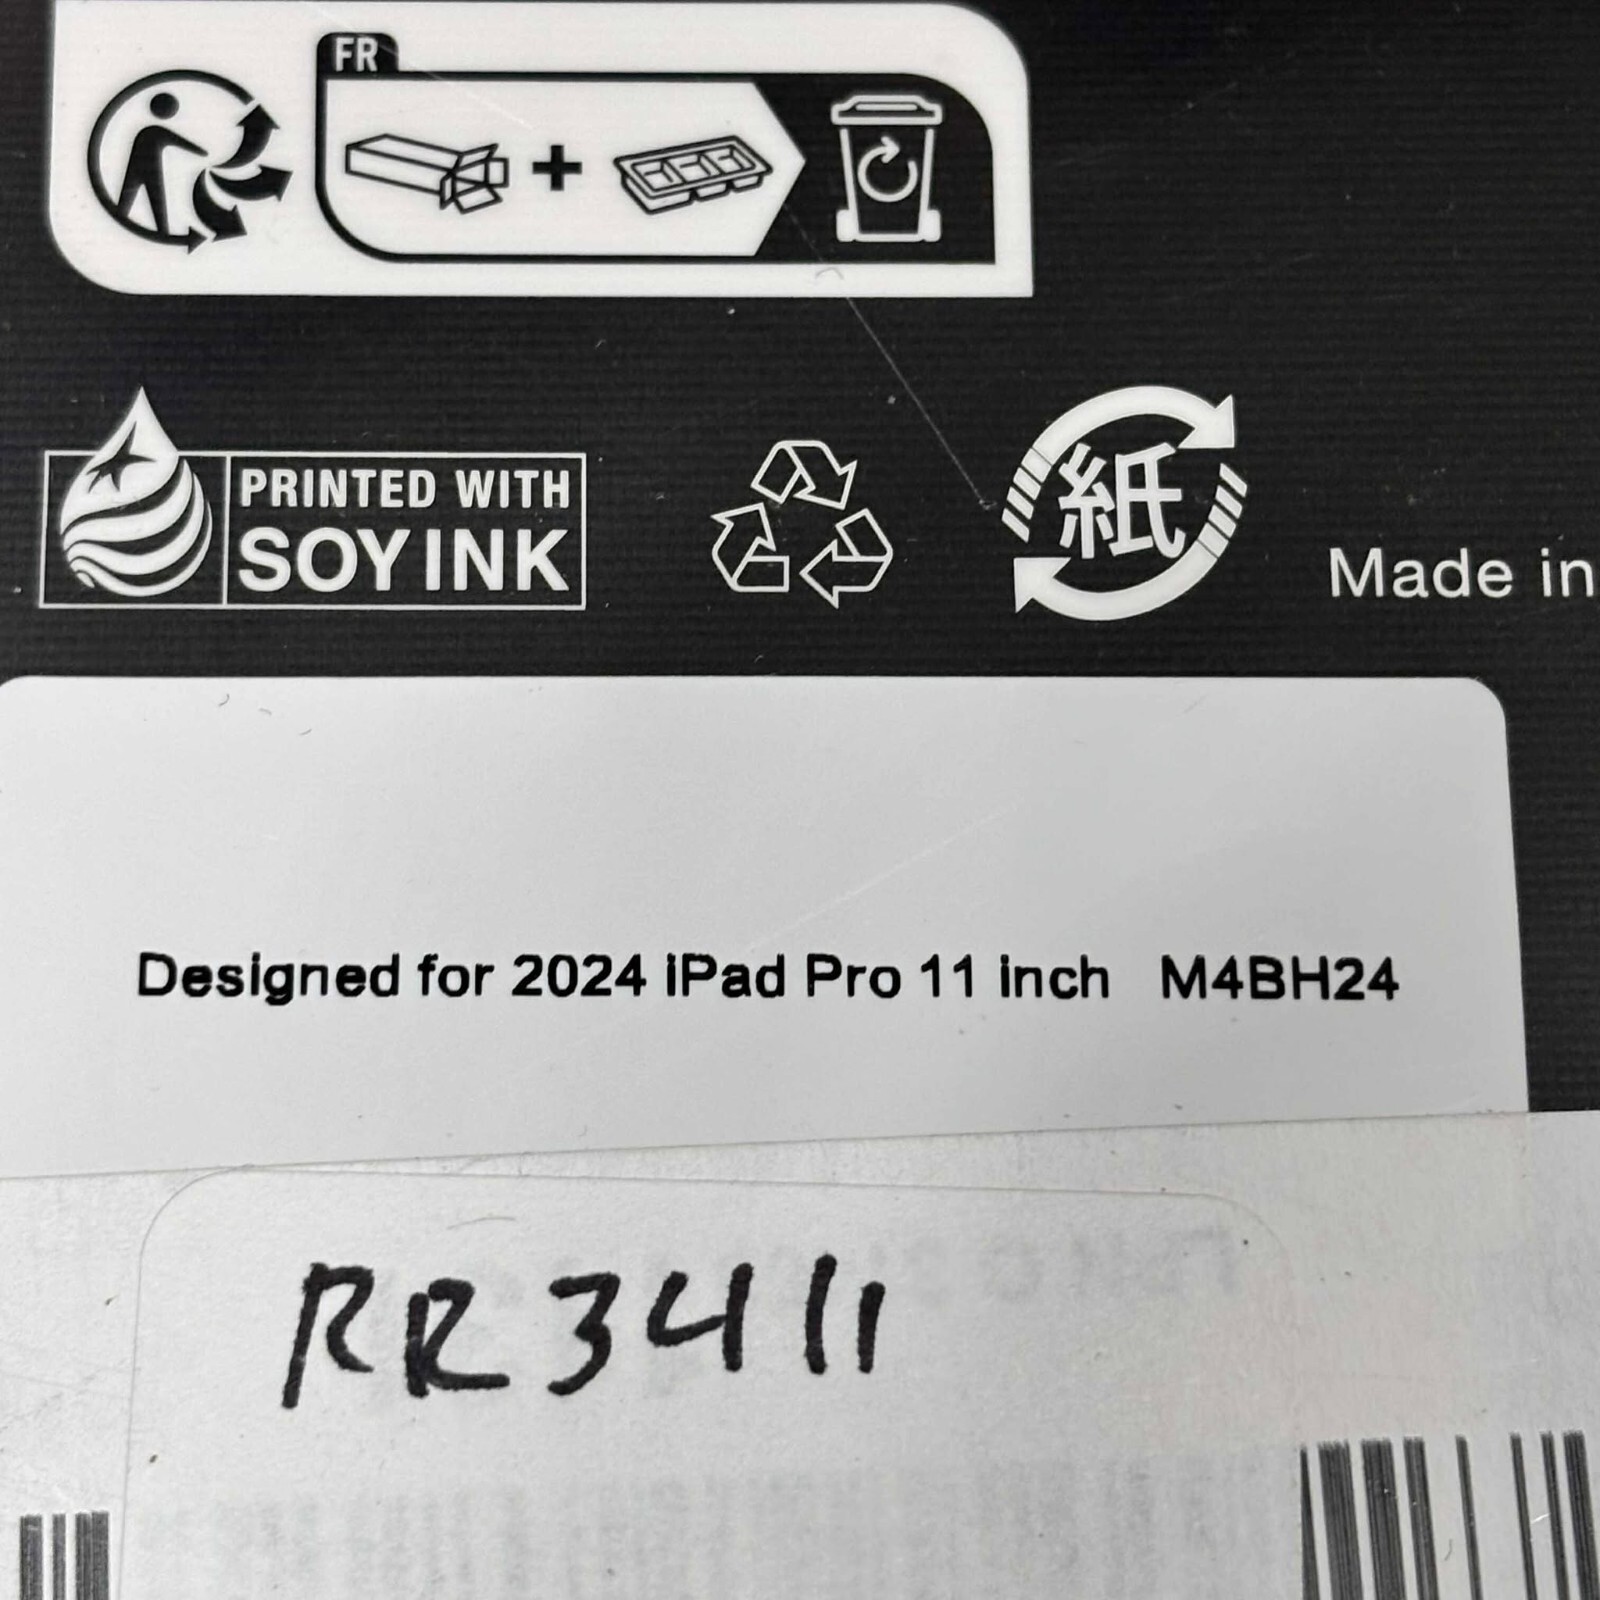 FR
PRINTED WITH
SOY INK
紙
Made in
Designed for 2024 iPad Pro 11 inch M4BH24
RR3411